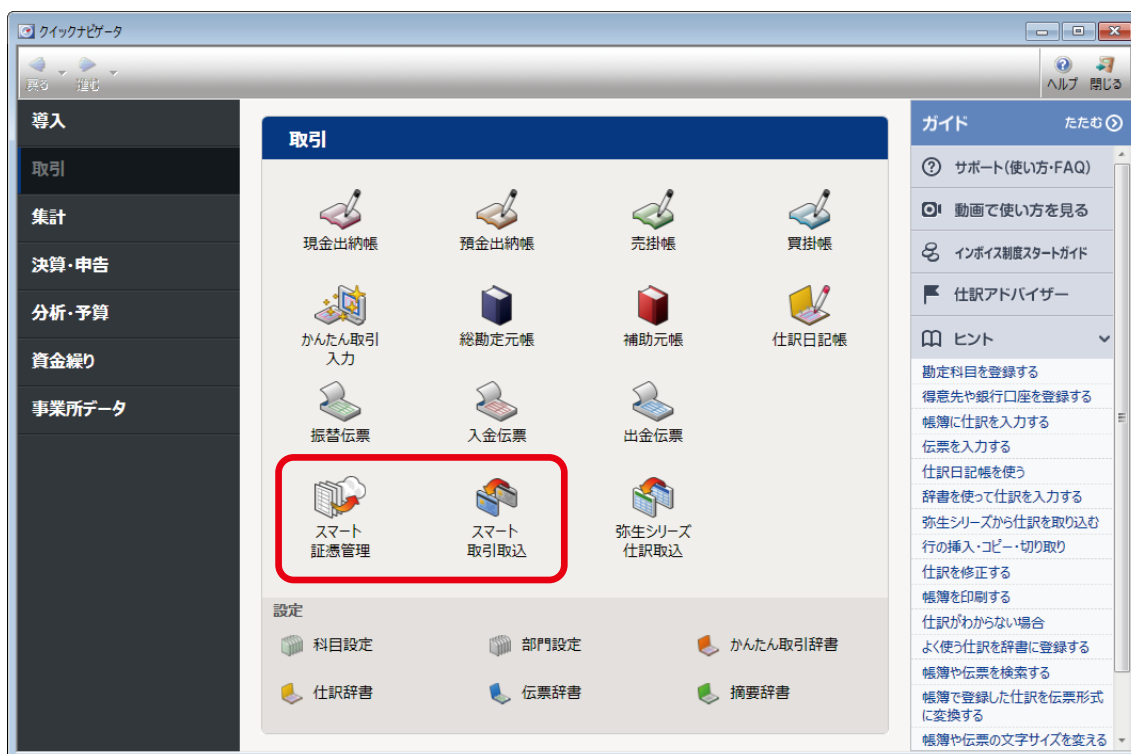 クイックナビゲータ
戻る 進む
ヘルプ 閉じる
導入
取引
集計
決算・申告
分析・予算
資金繰り
事業所データ
取引
現金出納帳 預金出納帳 売掛帳 買掛帳
かんたん取引
入力
総勘定元帳 補助元帳 仕訳日記帳
振替伝票 入金伝票 出金伝票
スマート
証憑管理
スマート
取引取込
弥生シリーズ
仕訳取込
設定
科目設定 部門設定 かんたん取引辞書
仕訳辞書 伝票辞書 摘要辞書
ガイド たたむ
サポート(使い方・FAQ)
動画で使い方を見る
インボイス制度スタートガイド
仕訳アドバイザー
ヒント
勘定科目を登録する
得意先や銀行口座を登録する
帳簿に仕訳を入力する
伝票を入力する
仕訳日記帳を使う
辞書を使って仕訳を入力する
弥生シリーズから仕訳を取り込む
行の挿入・コピー・切り取り
仕訳を修正する
帳簿を印刷する
仕訳がわからない場合
よく使う仕訳を辞書に登録する
帳簿や伝票を検索する
帳簿で登録した仕訳を伝票形式
に変換する
帳簿や伝票の文字サイズを変える